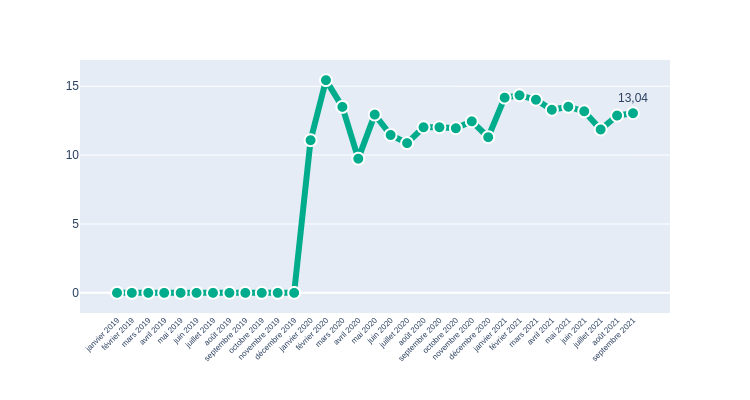 15
10
5
0
13,04
janvier 2019
février 2019
mars 2019
avril 2019
mai 2019
juin 2019
juillet 2019
août 2019
septembre 2019
octobre 2019
novembre 2019
décembre 2019
janvier 2020
février 2020
mars 2020
avril 2020
mai 2020
juin 2020
juillet 2020
août 2020
septembre 2020
octobre 2020
novembre 2020
décembre 2020
janvier 2021
février 2021
mars 2021
avril 2021
mai 2021
juin 2021
juillet 2021
août 2021
septembre 2021